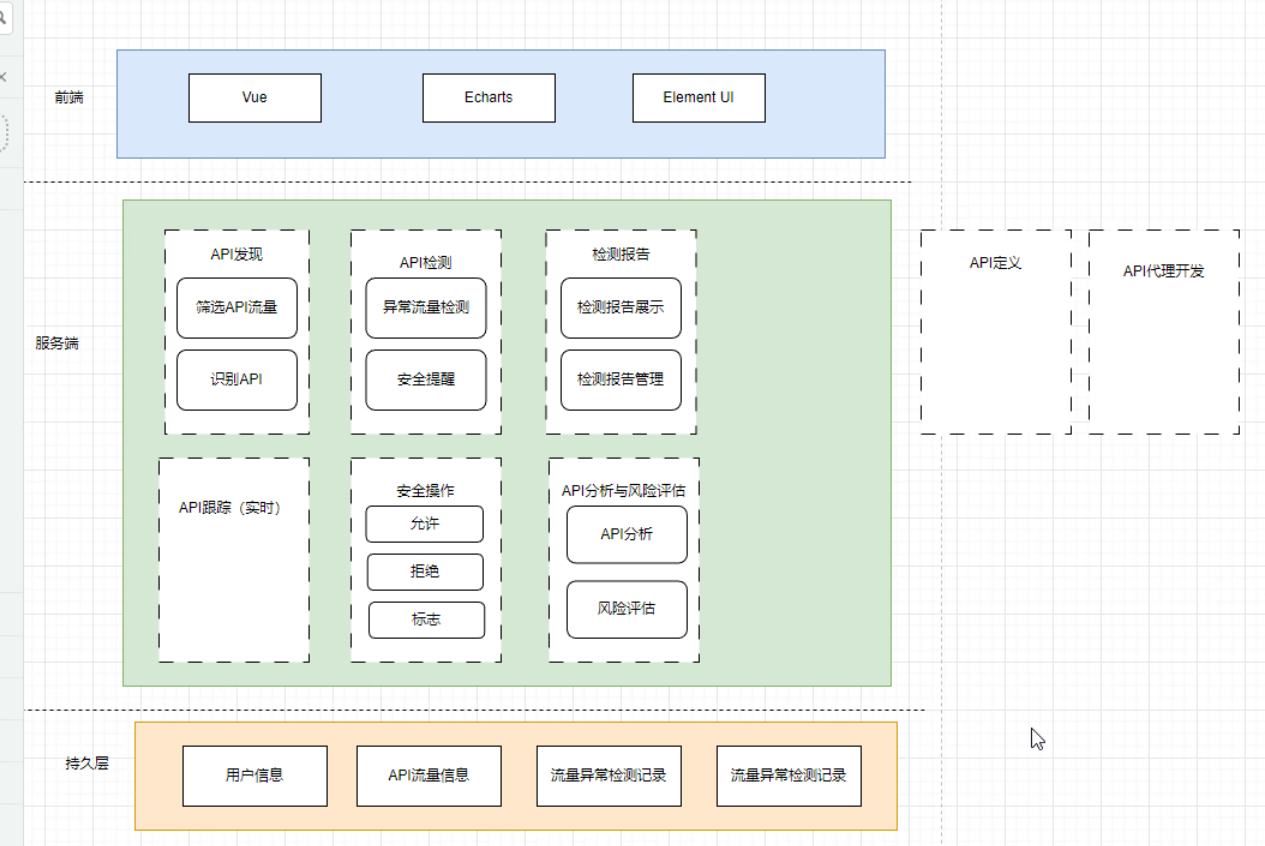 前端
Vue
Echarts
Element UI
服务端
API发现
筛选API流量
识别API
API检测
异常流量检测
安全提醒
检测报告
检测报告展示
检测报告管理
API定义
API代理开发
API跟踪（实时）
安全操作
允许
拒绝
标志
API分析与风险评估
API分析
风险评估
持久层
用户信息
API流量信息
流量异常检测记录
流量异常检测记录